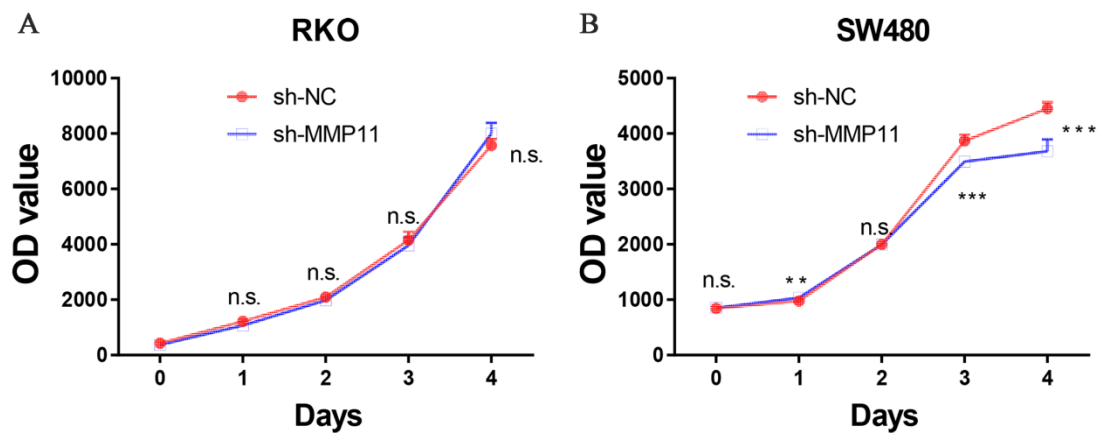 A
RKO
10000
8000
6000
4000
2000
0
OD value
sh-NC
sh-MMP11
n.s.
n.s.
n.s.
n.s.
0 1 2 3 4
Days
B
SW480
5000
4000
3000
2000
1000
0
OD value
sh-NC
sh-MMP11
n.s.
**
n.s.
***
***
0 1 2 3 4
Days